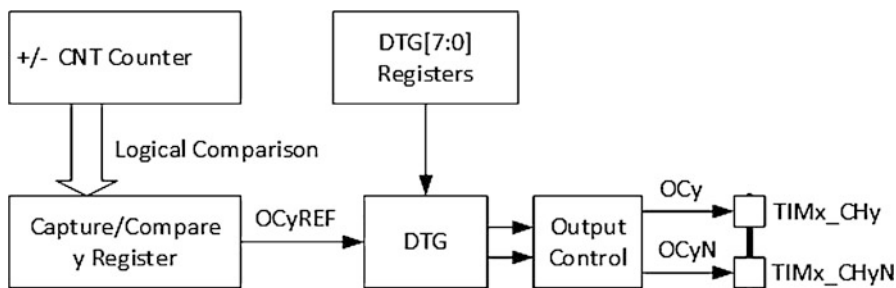 +/- CNT Counter
DTG[7:0]
Registers
Logical Comparison
Capture/Compare
y Register
OCyREF
DTG
Output
Control
OCy
OCyN
TIMx_CHy
TIMx_CHyN